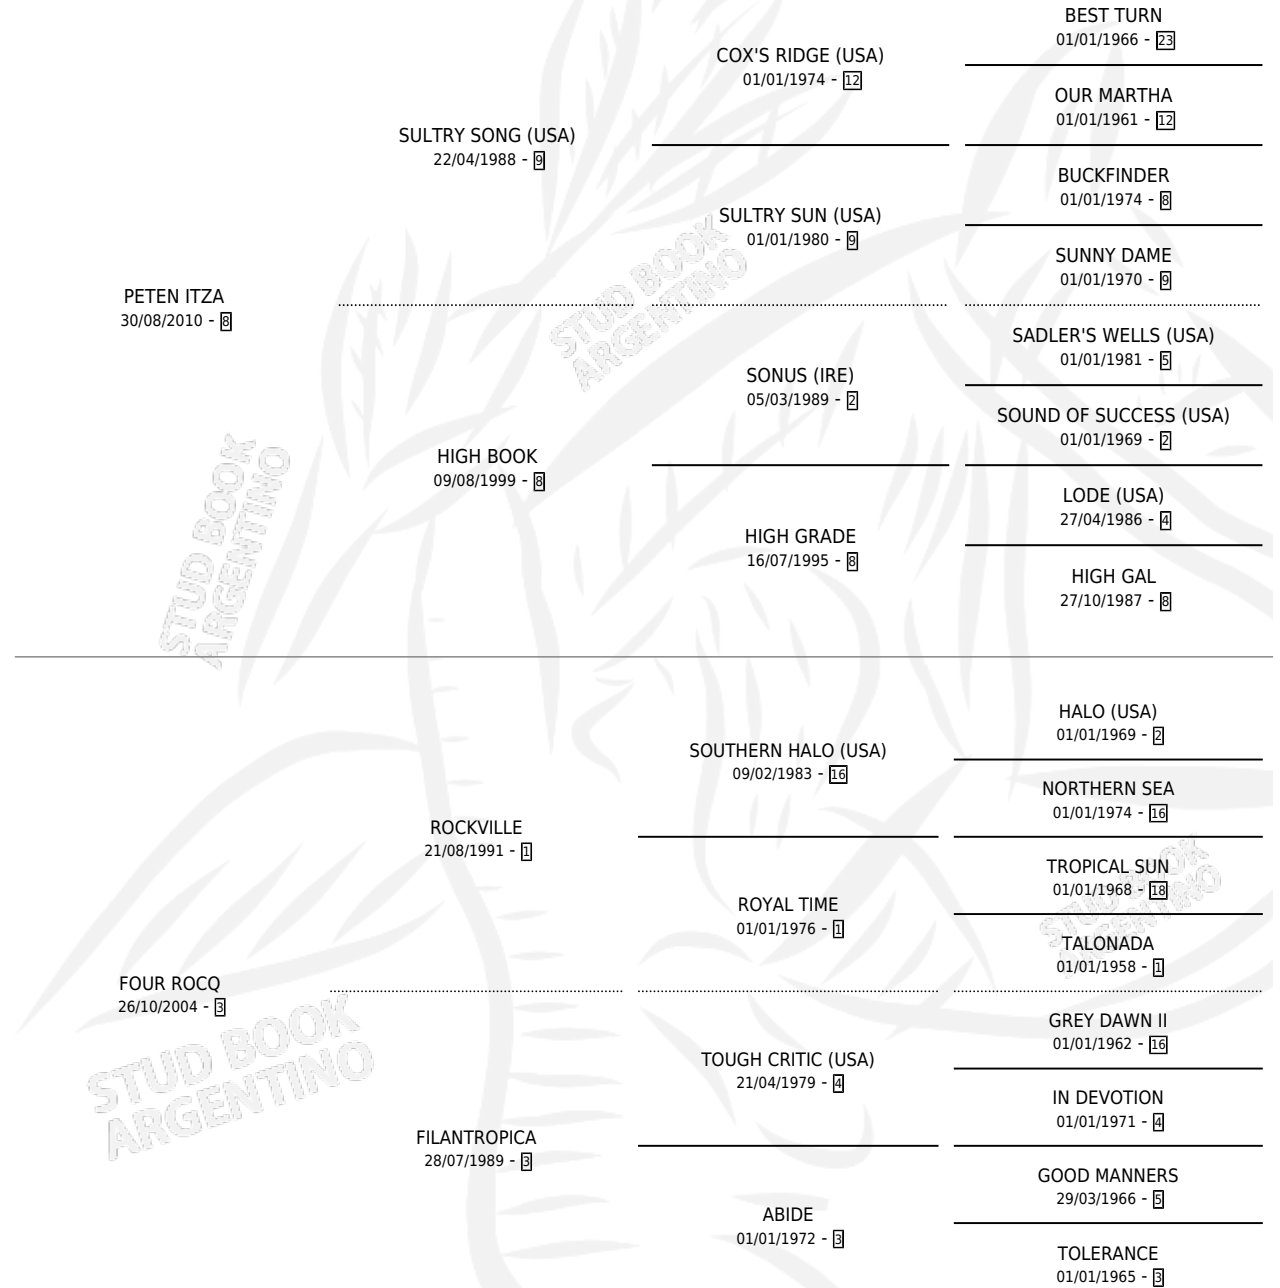 BEST TURN
01/01/1966 - 23
COX'S RIDGE (USA)
01/01/1974 - 12
OUR MARTHA
01/01/1961 - 12
SULTRY SONG (USA)
22/04/1988 - 9
BUCKFINDER
01/01/1974 - 8
SULTRY SUN (USA)
01/01/1980 - 9
SUNNY DAME
01/01/1970 - 9
PETEN ITZA
30/08/2010 - 8
SADLER'S WELLS (USA)
01/01/1981 - 5
SONUS (IRE)
05/03/1989 - 2
SOUND OF SUCCESS (USA)
01/01/1969 - 2
HIGH BOOK
09/08/1999 - 8
LODE (USA)
27/04/1986 - 4
HIGH GRADE
16/07/1995 - 8
HIGH GAL
27/10/1987 - 8
STUD BOOK
ARGENTINO
STUD BOOK
ARGENTINO
HALO (USA)
01/01/1969 - 2
SOUTHERN HALO (USA)
09/02/1983 - 16
NORTHERN SEA
01/01/1974 - 16
ROCKVILLE
21/08/1991 - 1
TROPICAL SUN
01/01/1968 - 18
ROYAL TIME
01/01/1976 - 1
TALONADA
01/01/1958 - 1
STUD BOOK
ARGENTINO
FOUR ROCQ
26/10/2004 - 3
GREY DAWN II
01/01/1962 - 16
TOUGH CRITIC (USA)
21/04/1979 - 4
IN DEVOTION
01/01/1971 - 4
STUD BOOK
ARGENTINO
FILANTROPICA
28/07/1989 - 3
GOOD MANNERS
29/03/1966 - 5
ABIDE
01/01/1972 - 3
TOLERANCE
01/01/1965 - 3